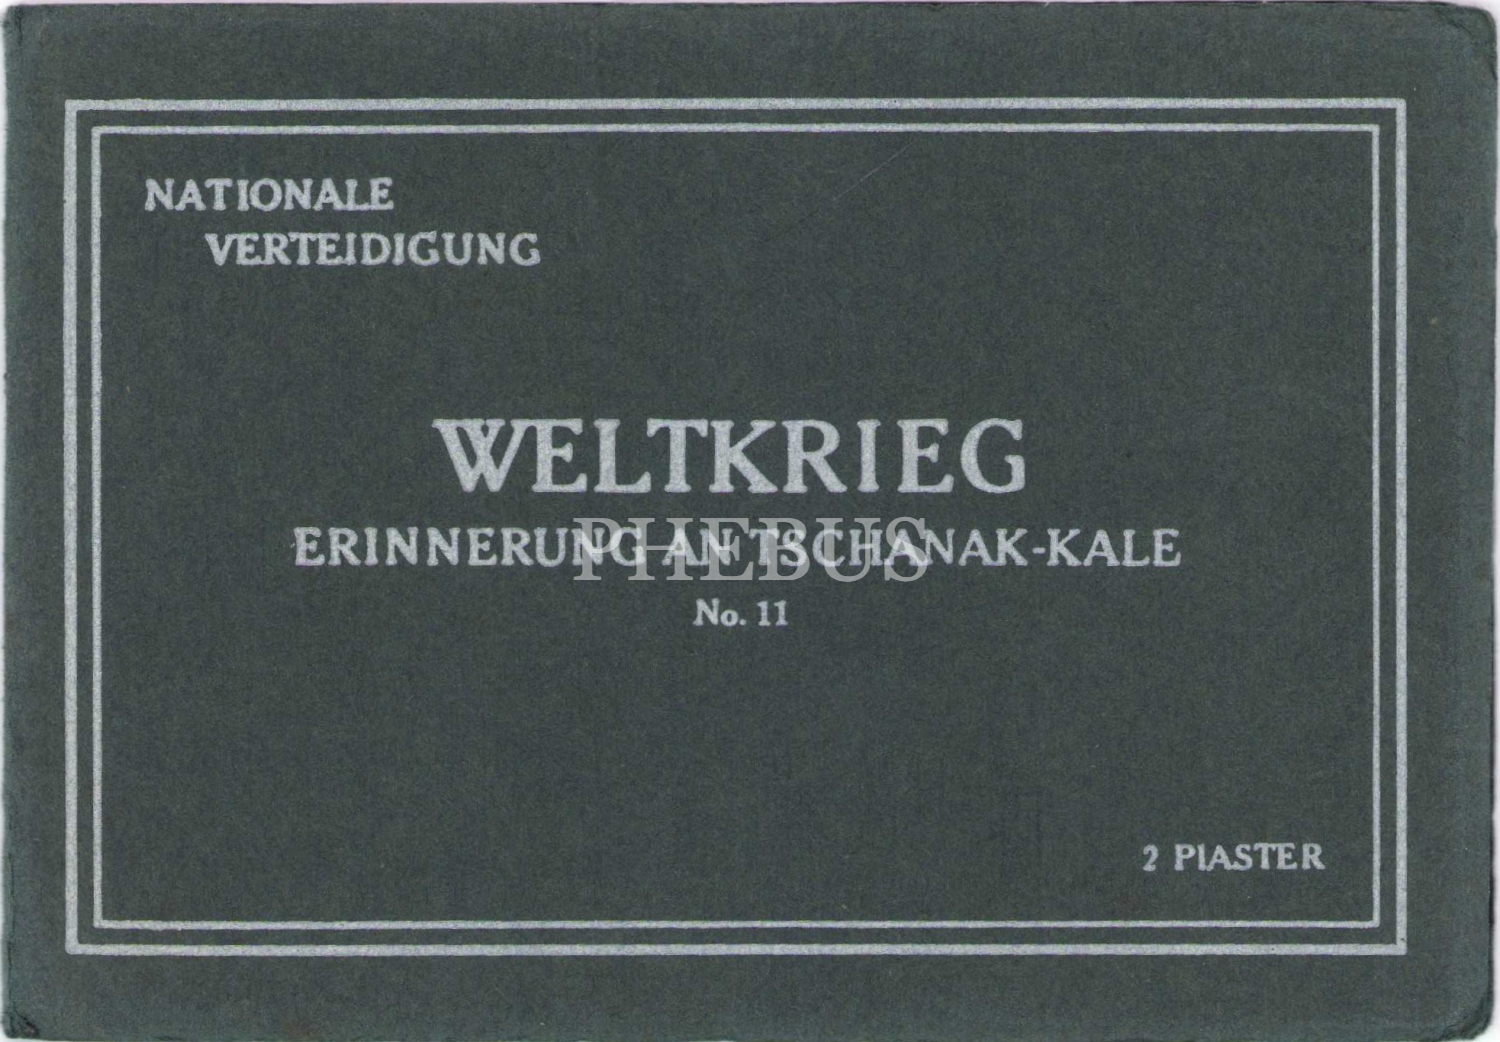 NATIONALE
VERTEIDIGUNG
WELTKRIEG
ERINNERUNG AN TSCHANAK-KALE
PHEBUS
No. 11
2 PIASTER